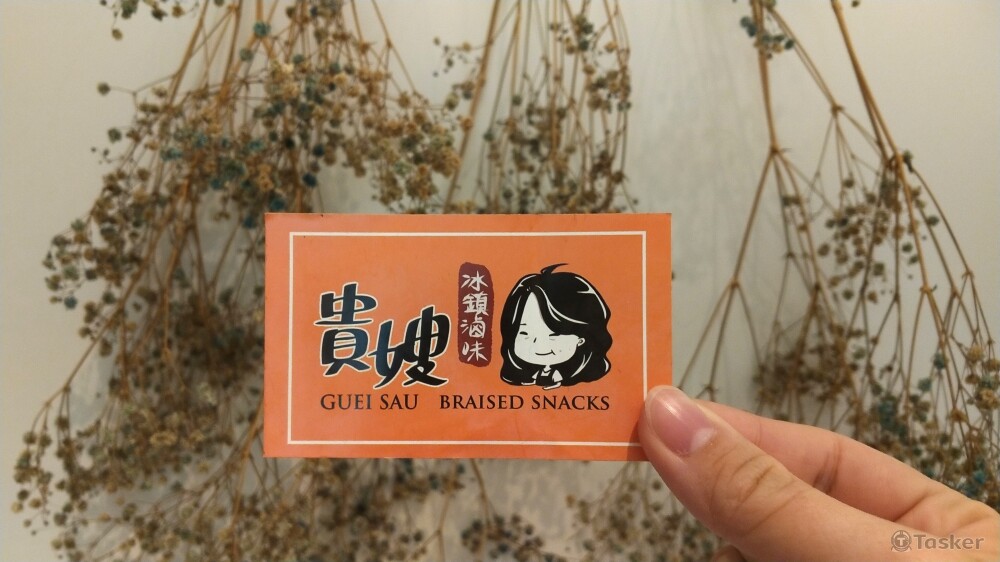 貴嫂
冰鎮滷味
GUEI SAU BRAISED SNACKS
Tasker